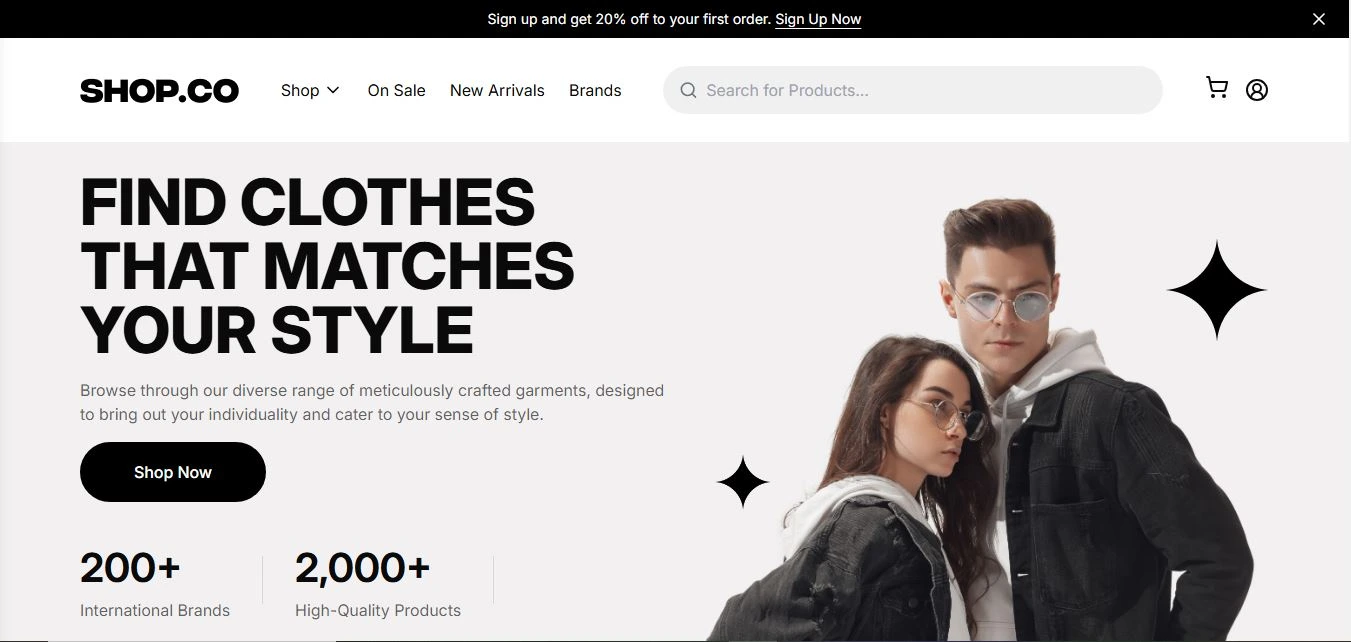 Sign up and get 20% off to your first order. Sign Up Now
SHOP.CO
Shop
On Sale
New Arrivals
Brands
Search for Products...
FIND CLOTHES
THAT MATCHES
YOUR STYLE
Browse through our diverse range of meticulously crafted garments, designed
to bring out your individuality and cater to your sense of style.
Shop Now
200+
International Brands
2,000+
High-Quality Products